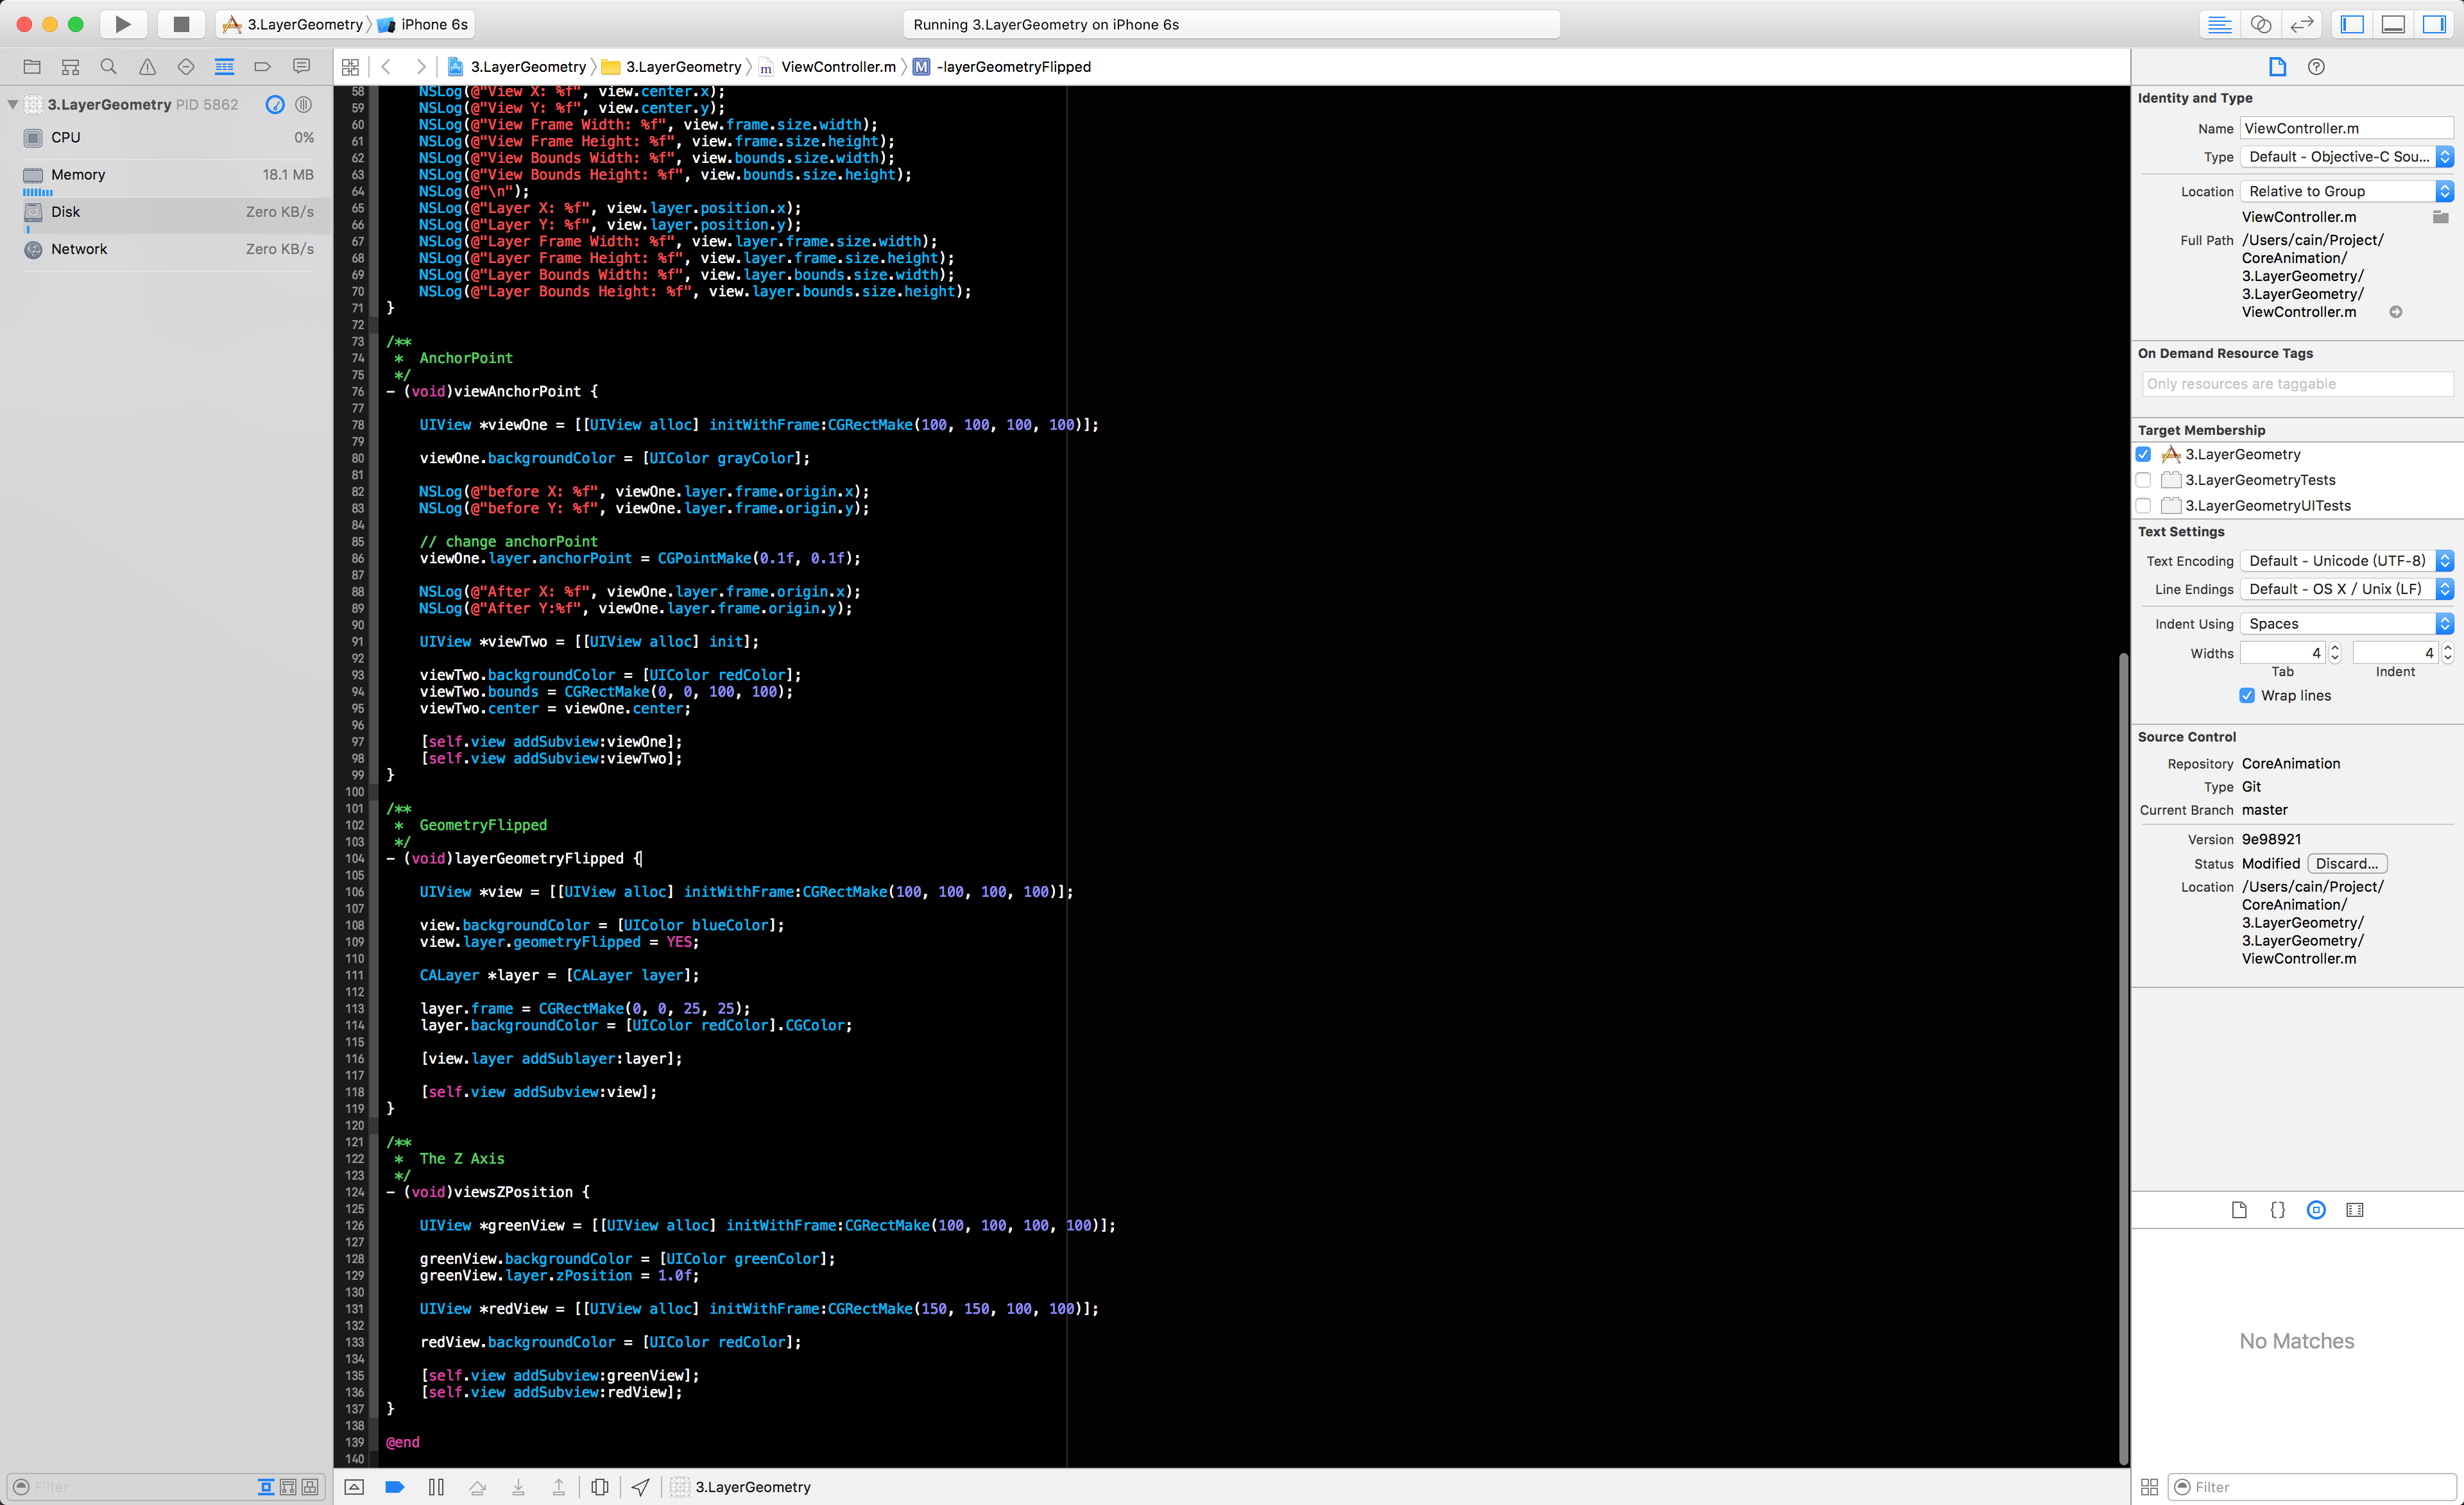 3.LayerGeometry
iPhone 6s
Running 3.LayerGeometry on iPhone 6s
3.LayerGeometry
3.LayerGeometry
m ViewController.m
M -layerGeometryFlipped
3.LayerGeometry PID 5862
CPU 0%
Memory 18.1 MB
Disk Zero KB/s
Network Zero KB/s
58 NSLog(@"View X: %f", view.center.x);
59 NSLog(@"View Y: %f", view.center.y);
60 NSLog(@"View Frame Width: %f", view.frame.size.width);
61 NSLog(@"View Frame Height: %f", view.frame.size.height);
62 NSLog(@"View Bounds Width: %f", view.bounds.size.width);
63 NSLog(@"View Bounds Height: %f", view.bounds.size.height);
64 NSLog(@"\n");
65 NSLog(@"Layer X: %f", view.layer.position.x);
66 NSLog(@"Layer Y: %f", view.layer.position.y);
67 NSLog(@"Layer Frame Width: %f", view.layer.frame.size.width);
68 NSLog(@"Layer Frame Height: %f", view.layer.frame.size.height);
69 NSLog(@"Layer Bounds Width: %f", view.layer.bounds.size.width);
70 NSLog(@"Layer Bounds Height: %f", view.layer.bounds.size.height);
71 }
72
73 /**
74 * AnchorPoint
75 */
76 - (void)viewAnchorPoint {
77
78 UIView *viewOne = [[UIView alloc] initWithFrame:CGRectMake(100, 100, 100, 100)];
79
80 viewOne.backgroundColor = [UIColor grayColor];
81
82 NSLog(@"before X: %f", viewOne.layer.frame.origin.x);
83 NSLog(@"before Y: %f", viewOne.layer.frame.origin.y);
84
85 // change anchorPoint
86 viewOne.layer.anchorPoint = CGPointMake(0.1f, 0.1f);
87
88 NSLog(@"After X: %f", viewOne.layer.frame.origin.x);
89 NSLog(@"After Y:%f", viewOne.layer.frame.origin.y);
90
91 UIView *viewTwo = [[UIView alloc] init];
92
93 viewTwo.backgroundColor = [UIColor redColor];
94 viewTwo.bounds = CGRectMake(0, 0, 100, 100);
95 viewTwo.center = viewOne.center;
96
97 [self.view addSubview:viewOne];
98 [self.view addSubview:viewTwo];
99 }
100
101 /**
102 * GeometryFlipped
103 */
104 - (void)layerGeometryFlipped {
105
106 UIView *view = [[UIView alloc] initWithFrame:CGRectMake(100, 100, 100, 100)];
107
108 view.backgroundColor = [UIColor blueColor];
109 view.layer.geometryFlipped = YES;
110
111 CALayer *layer = [CALayer layer];
112
113 layer.frame = CGRectMake(0, 0, 25, 25);
114 layer.backgroundColor = [UIColor redColor].CGColor;
115
116 [view.layer addSublayer:layer];
117
118 [self.view addSubview:view];
119 }
120
121 /**
122 * The Z Axis
123 */
124 - (void)viewsZPosition {
125
126 UIView *greenView = [[UIView alloc] initWithFrame:CGRectMake(100, 100, 100, 100)];
127
128 greenView.backgroundColor = [UIColor greenColor];
129 greenView.layer.zPosition = 1.0f;
130
131 UIView *redView = [[UIView alloc] initWithFrame:CGRectMake(150, 150, 100, 100)];
132
133 redView.backgroundColor = [UIColor redColor];
134
135 [self.view addSubview:greenView];
136 [self.view addSubview:redView];
137 }
138
139 @end
140
Filter
3.LayerGeometry
Identity and Type
Name ViewController.m
Type Default - Objective-C Sou...
Location Relative to Group
ViewController.m
Full Path /Users/cain/Project/
CoreAnimation/
3.LayerGeometry/
3.LayerGeometry/
ViewController.m
On Demand Resource Tags
Only resources are taggable
Target Membership
3.LayerGeometry
3.LayerGeometryTests
3.LayerGeometryUITests
Text Settings
Text Encoding Default - Unicode (UTF-8)
Line Endings Default - OS X / Unix (LF)
Indent Using Spaces
Widths 4 4
Tab Indent
Wrap lines
Source Control
Repository CoreAnimation
Type Git
Current Branch master
Version 9e98921
Status Modified Discard...
Location /Users/cain/Project/
CoreAnimation/
3.LayerGeometry/
3.LayerGeometry/
ViewController.m
{}
No Matches
Filter